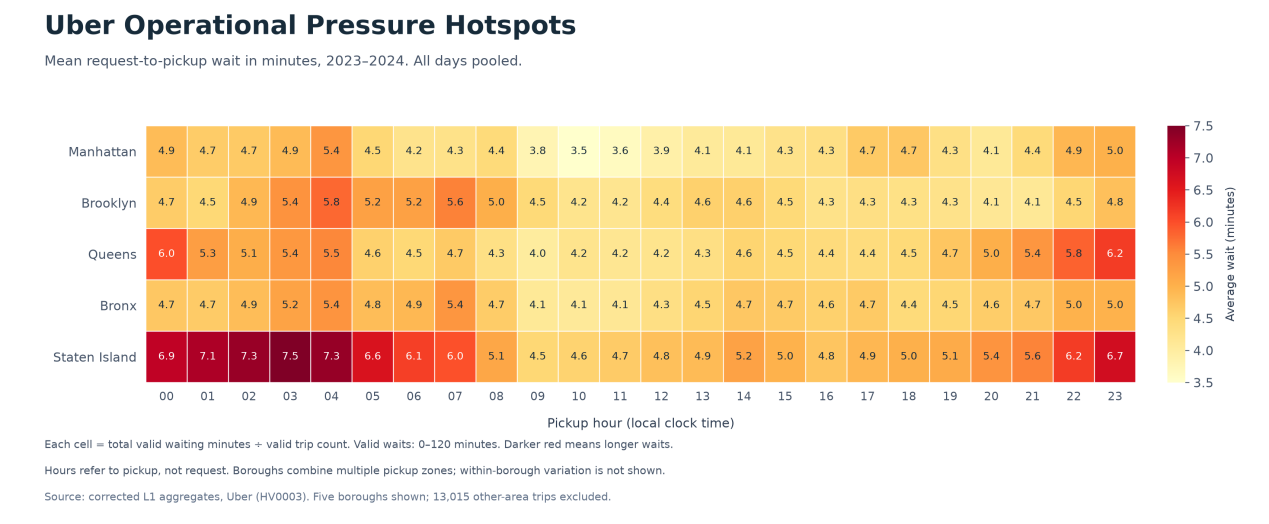 Uber Operational Pressure Hotspots
Mean request-to-pickup wait in minutes, 2023–2024. All days pooled.
Manhattan 4.9 4.7 4.7 4.9 5.4 4.5 4.2 4.3 4.4 3.8 3.5 3.6 3.9 4.1 4.1 4.3 4.3 4.7 4.7 4.3 4.1 4.4 4.9 5.0
Brooklyn 4.7 4.5 4.9 5.4 5.8 5.2 5.2 5.6 5.0 4.5 4.2 4.2 4.4 4.6 4.6 4.5 4.3 4.3 4.3 4.3 4.1 4.1 4.5 4.8
Queens 6.0 5.3 5.1 5.4 5.5 4.6 4.5 4.7 4.3 4.0 4.2 4.2 4.2 4.3 4.6 4.5 4.4 4.4 4.5 4.7 5.0 5.4 5.8 6.2
Bronx 4.7 4.7 4.9 5.2 5.4 4.8 4.9 5.4 4.7 4.1 4.1 4.1 4.3 4.5 4.7 4.7 4.6 4.7 4.4 4.5 4.6 4.7 5.0 5.0
Staten Island 6.9 7.1 7.3 7.5 7.3 6.6 6.1 6.0 5.1 4.5 4.6 4.7 4.8 4.9 5.2 5.0 4.8 4.9 5.0 5.1 5.4 5.6 6.2 6.7
00 01 02 03 04 05 06 07 08 09 10 11 12 13 14 15 16 17 18 19 20 21 22 23
Pickup hour (local clock time)
7.5
7.0
6.5
6.0
5.5
5.0
4.5
4.0
3.5
Average wait (minutes)
Each cell = total valid waiting minutes ÷ valid trip count. Valid waits: 0–120 minutes. Darker red means longer waits.
Hours refer to pickup, not request. Boroughs combine multiple pickup zones; within-borough variation is not shown.
Source: corrected L1 aggregates, Uber (HV0003). Five boroughs shown; 13,015 other-area trips excluded.